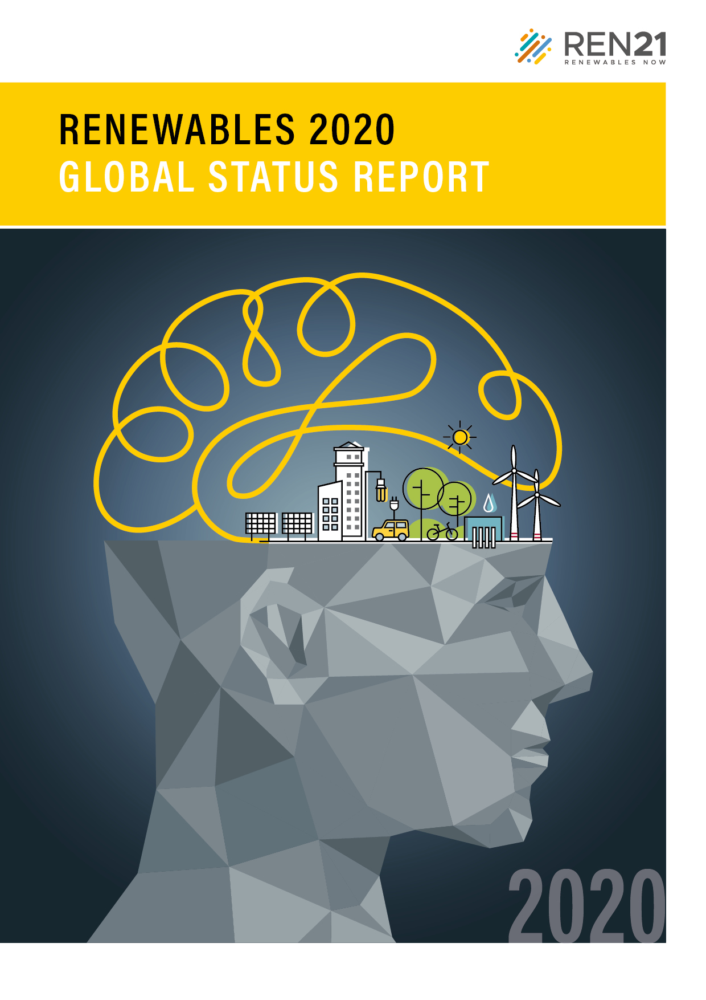 REN21
RENEWABLES NOW
RENEWABLES 2020
GLOBAL STATUS REPORT
2020